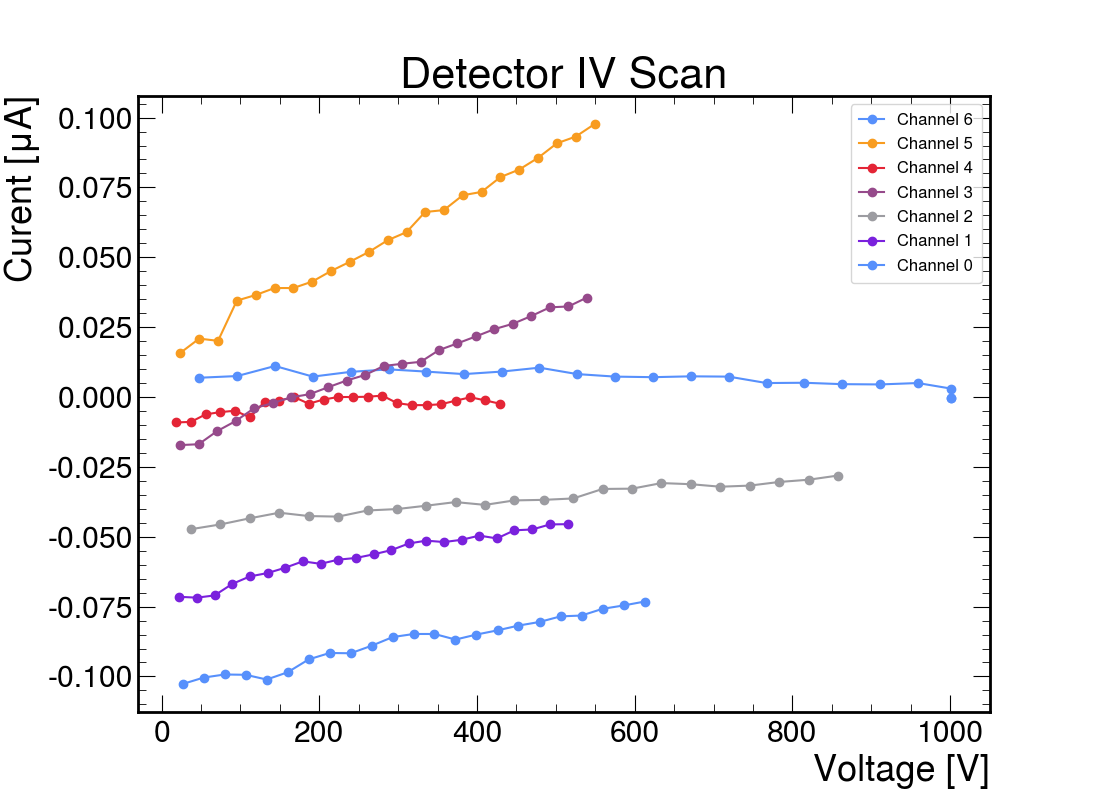 Detector IV Scan
Curent [μA]
0.100
0.075
0.050
0.025
0.000
-0.025
-0.050
-0.075
-0.100
Channel 6
Channel 5
Channel 4
Channel 3
Channel 2
Channel 1
Channel 0
0 200 400 600 800 1000
Voltage [V]